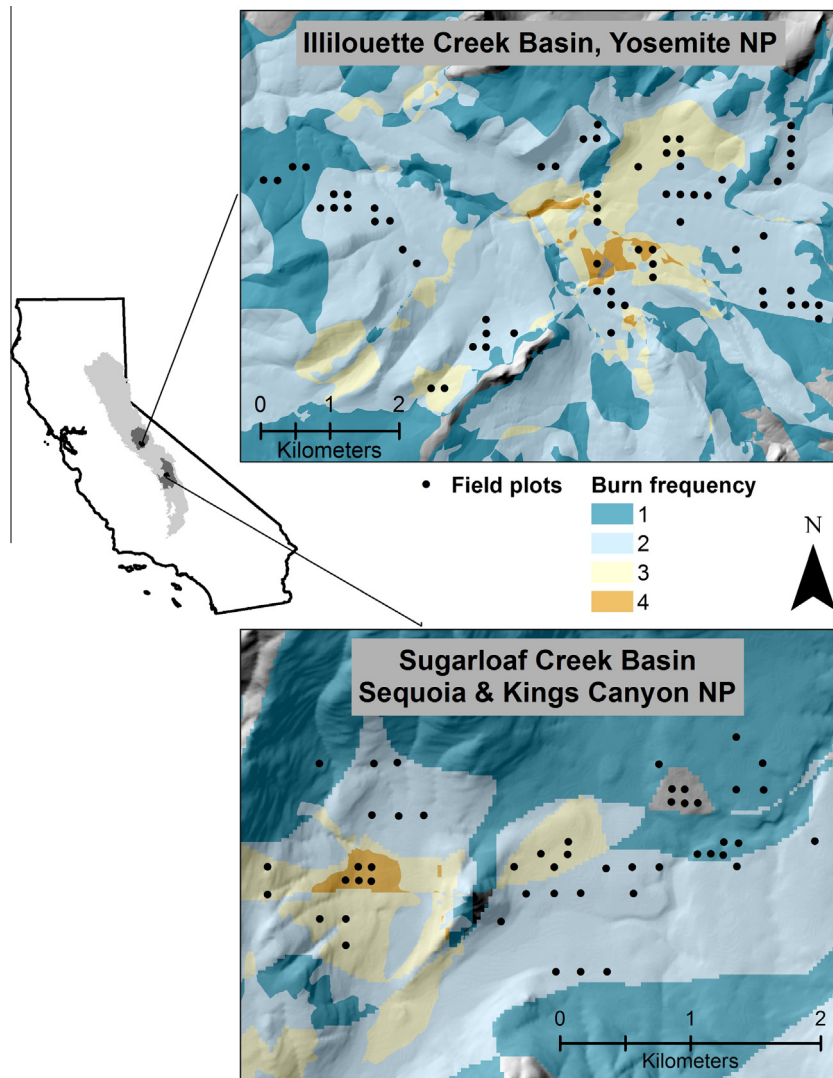 Illilouette Creek Basin, Yosemite NP
0 1 2
Kilometers
Field plots
Burn frequency
1
2
3
4
N
Sugarloaf Creek Basin
Sequoia & Kings Canyon NP
0 1 2
Kilometers